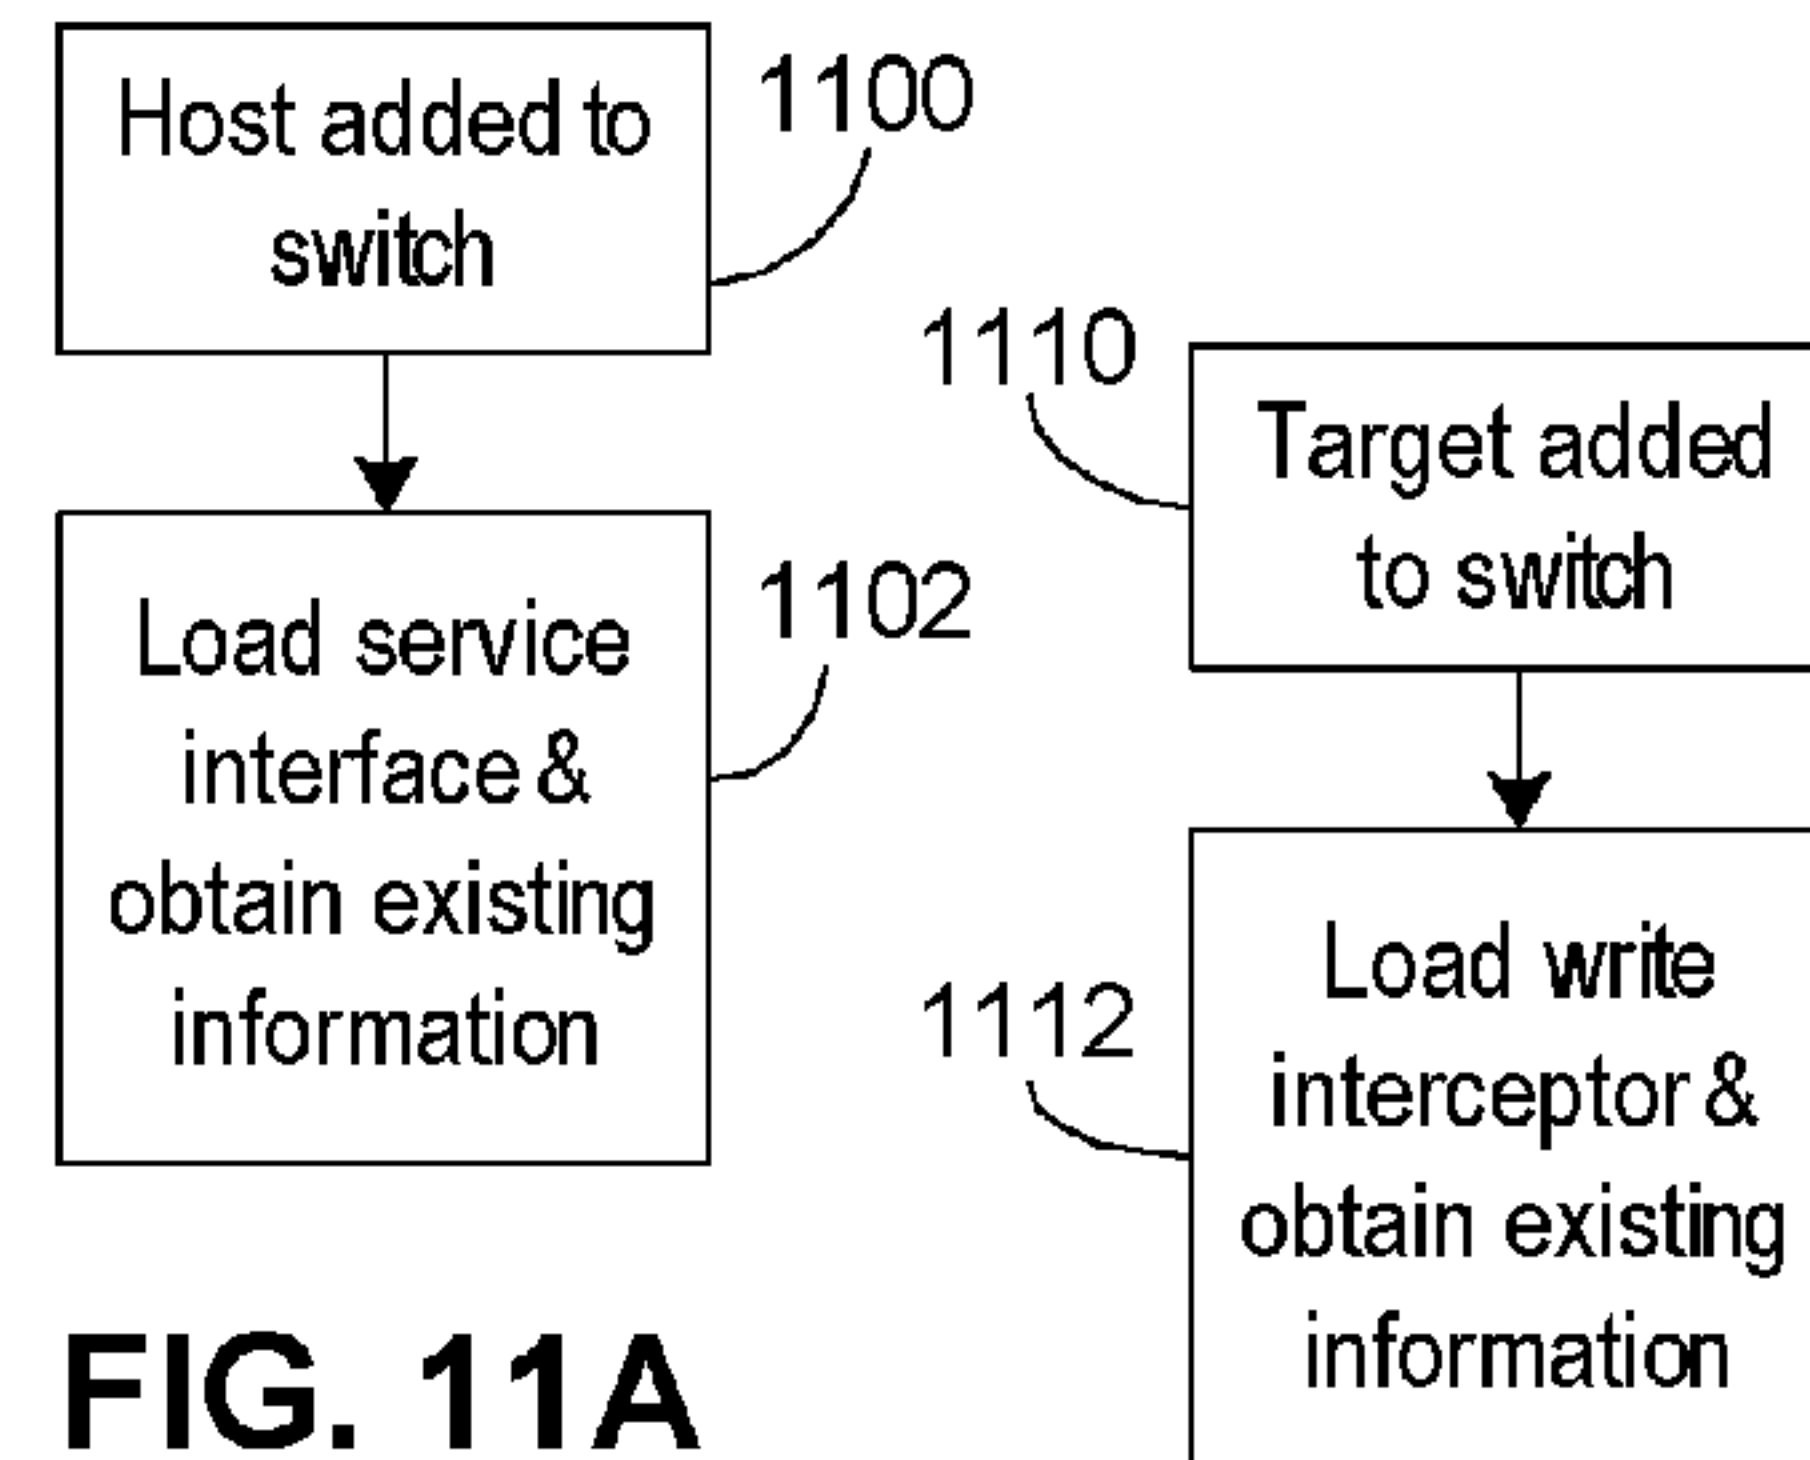 Host added to
switch
1100
Load service
interface &
obtain existing
information
1102
FIG. 11A
1110
Target added
to switch
1112
Load write
interceptor &
obtain existing
information